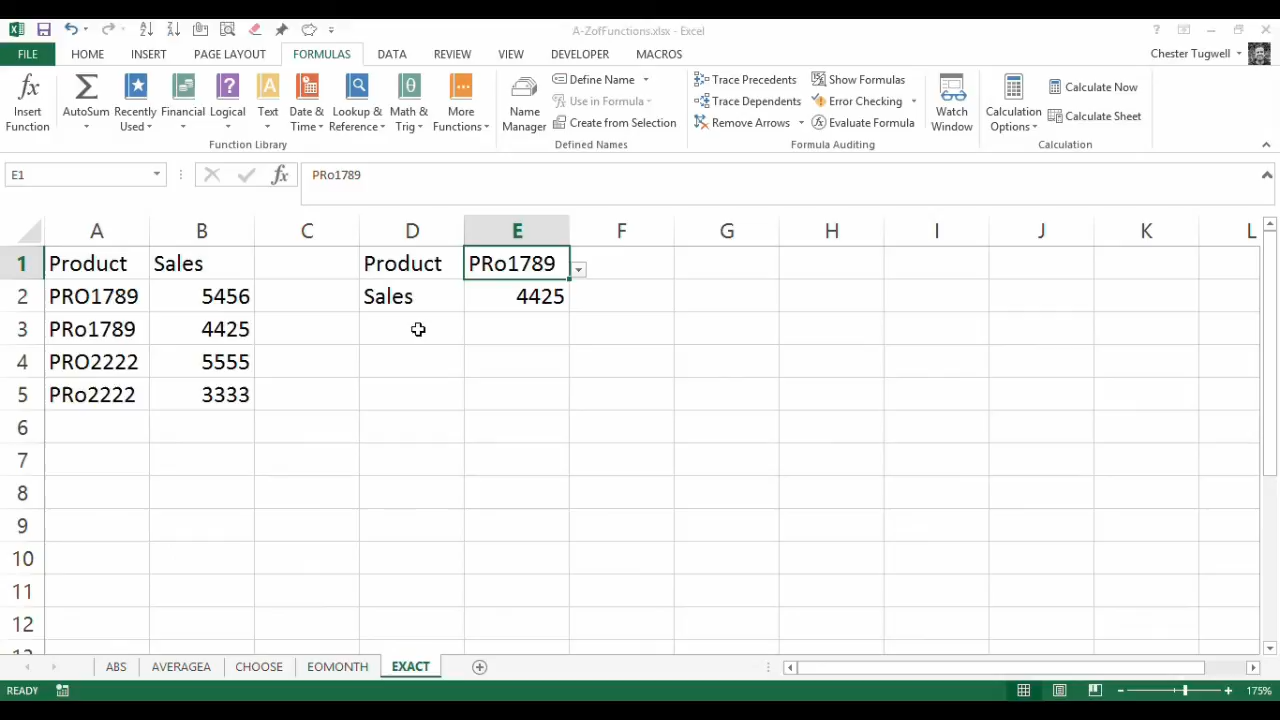 A-ZofFunctions.xlsx - Excel
FILE HOME INSERT PAGE LAYOUT FORMULAS DATA REVIEW VIEW DEVELOPER MACROS Chester Tugwell
fx Insert Function
Σ AutoSum
Recently Used
Financial
Logical
A Text
Date & Time
Lookup & Reference
θ Math & Trig
More Functions
Function Library
Name Manager
Define Name
Use in Formula
Create from Selection
Defined Names
Trace Precedents
Trace Dependents
Remove Arrows
Show Formulas
Error Checking
Evaluate Formula
Formula Auditing
Watch Window
Calculation Options
Calculate Now
Calculate Sheet
Calculation
E1 fx PRo1789
A B C D E F G H I J K L
1 Product Sales Product PRo1789
2 PRO1789 5456 Sales 4425
3 PRo1789 4425
4 PRO2222 5555
5 PRo2222 3333
6
7
8
9
10
11
12
ABS AVERAGEA CHOOSE EOMONTH EXACT
READY 175%